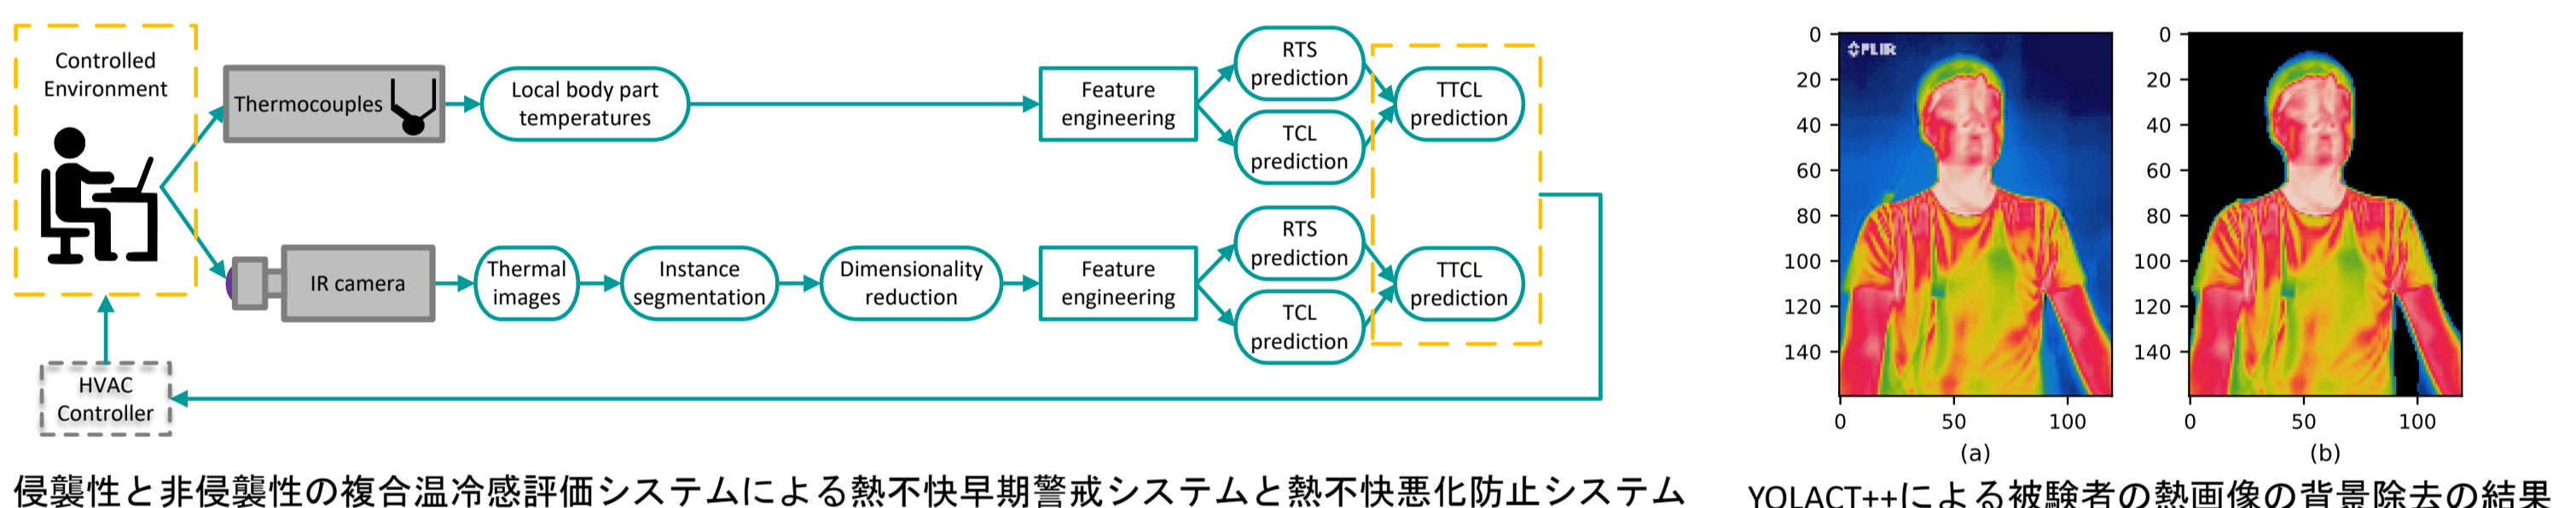 Controlled
Environment
Thermocouples
Local body part
temperatures
Feature
engineering
RTS
prediction
TCL
prediction
TTCL
prediction
IR camera
Thermal
images
Instance
segmentation
Dimensionality
reduction
Feature
engineering
RTS
prediction
TCL
prediction
TTCL
prediction
HVAC
Controller
侵襲性と非侵襲性の複合温冷感評価システムによる熱不快早期警戒システムと熱不快悪化防止システム
FLIR
0
20
40
60
80
100
120
140
0 50 100
(a)
0
20
40
60
80
100
120
140
0 50 100
(b)
YOLACT++による被験者の熱画像の背景除去の結果